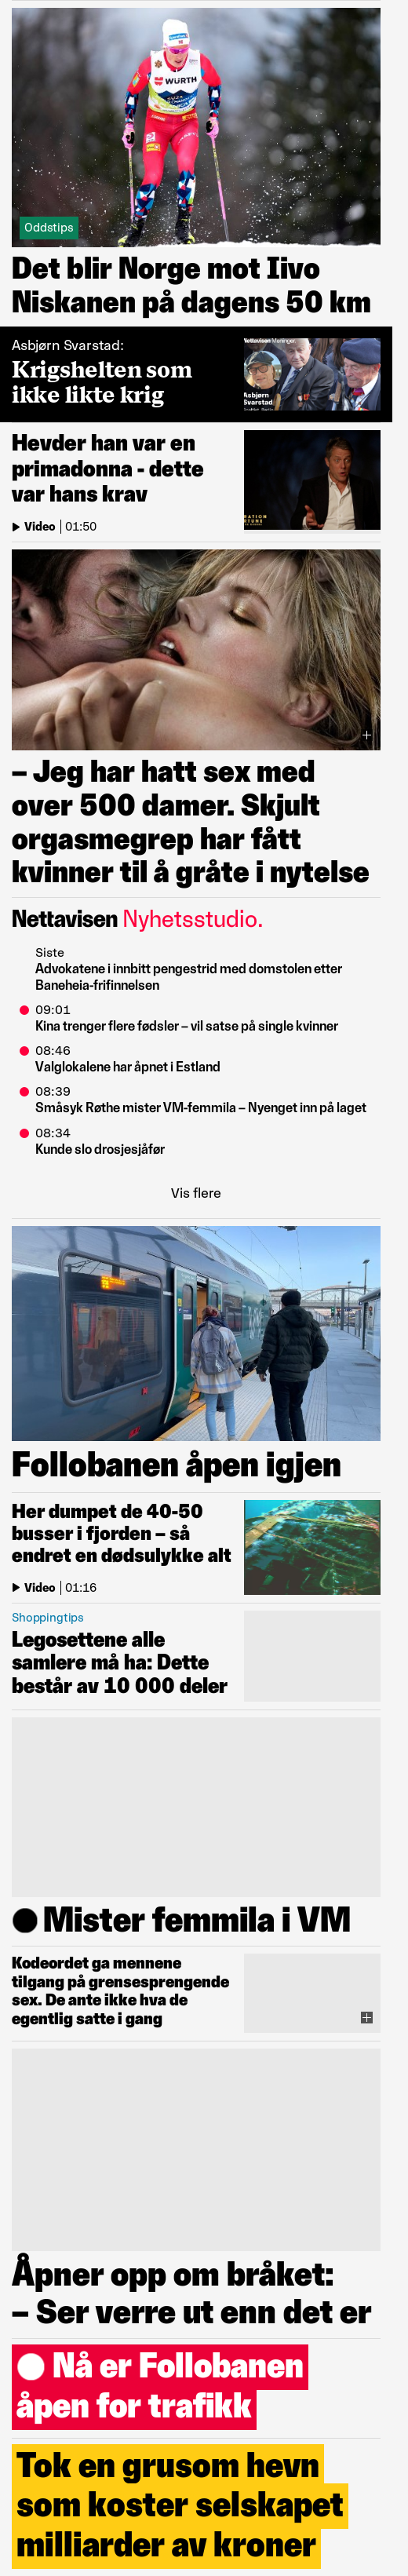 WÜRTH
Oddstips
Det blir Norge mot Iivo
Niskanen på dagens 50 km
Asbjørn Svarstad:
Krigshelten som
ikke likte krig
Nettavisen Meninger.
Asbjørn
Svarstad
Hevder han var en
primadonna - dette
var hans krav
Video | 01:50
– Jeg har hatt sex med
over 500 damer. Skjult
orgasmegrep har fått
kvinner til å gråte i nytelse
Nettavisen Nyhetsstudio.
Siste
Advokatene i innbitt pengestrid med domstolen etter
Baneheia-frifinnelsen
09:01
Kina trenger flere fødsler – vil satse på single kvinner
08:46
Valglokalene har åpnet i Estland
08:39
Småsyk Røthe mister VM-femmila – Nyenget inn på laget
08:34
Kunde slo drosjesjåfør
Vis flere
Follobanen åpen igjen
Her dumpet de 40-50
busser i fjorden – så
endret en dødsulykke alt
Video | 01:16
Shoppingtips
Legosettene alle
samlere må ha: Dette
består av 10 000 deler
Mister femmila i VM
Kodeordet ga mennene
tilgang på grensesprengende
sex. De ante ikke hva de
egentlig satte i gang
Åpner opp om bråket:
– Ser verre ut enn det er
Nå er Follobanen
åpen for trafikk
Tok en grusom hevn
som koster selskapet
milliarder av kroner